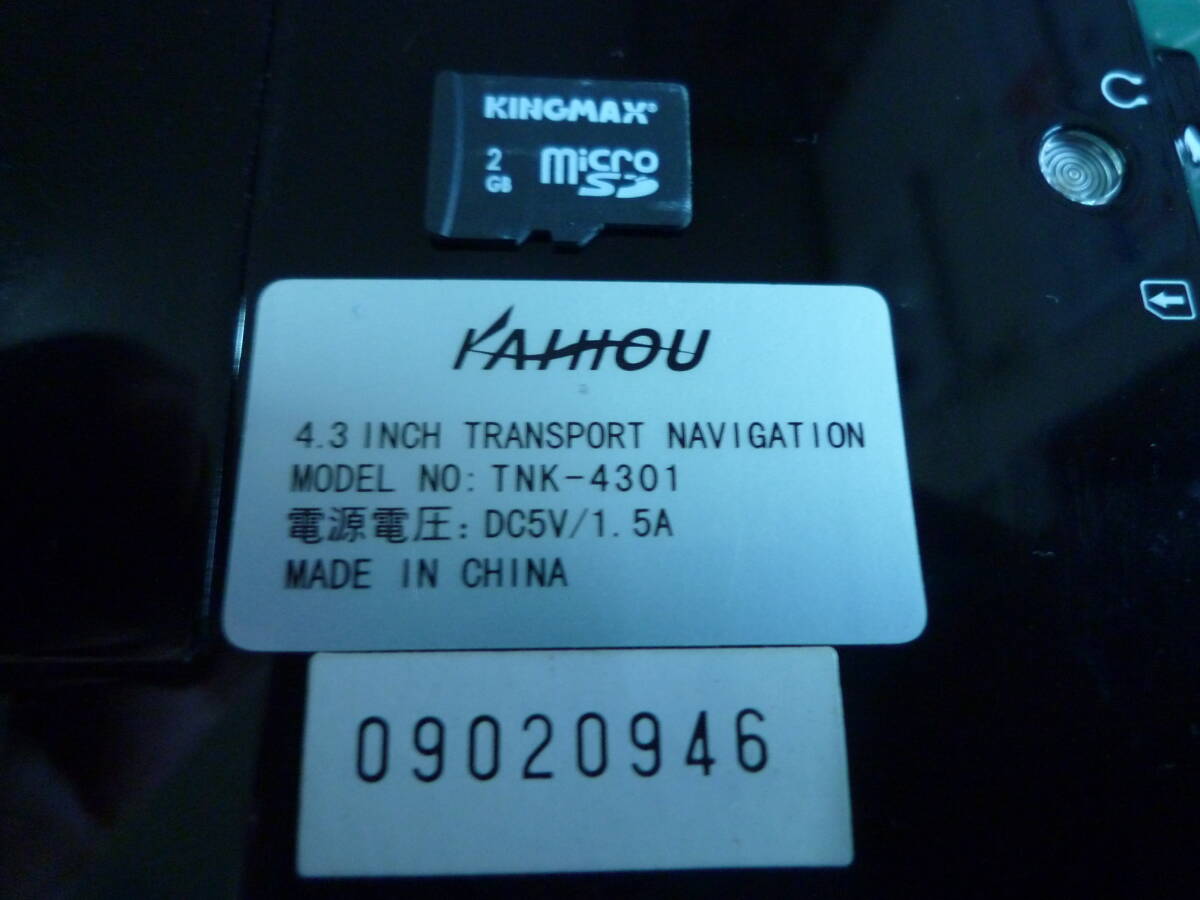 KINGMAX
2
GB
micro
SD
KAIHOU
4.3 INCH TRANSPORT NAVIGATION
MODEL NO: TNK-4301
電源電圧: DC5V/1.5A
MADE IN CHINA
09020946